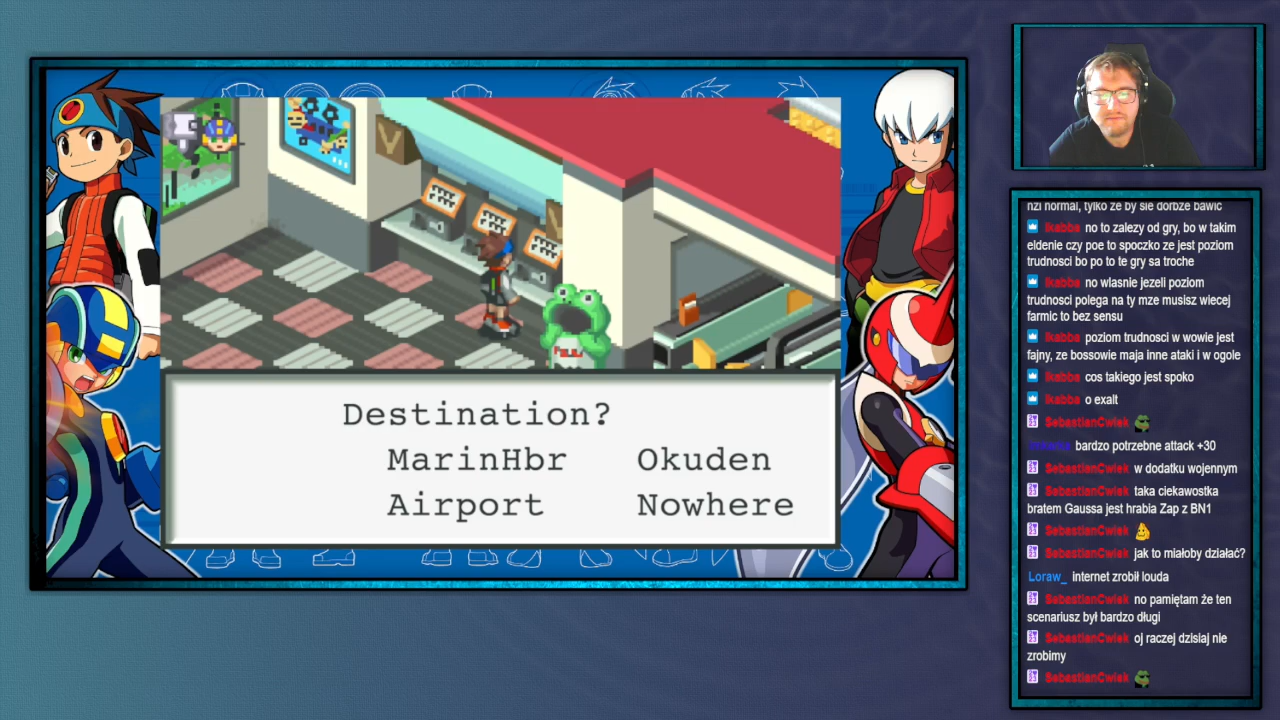 Destination?
MarinHbr Okuden
Airport Nowhere
nzi normal, tylko ze by sie dorbze bawic
Ikabba no to zalezy od gry, bo w takim
eldenie czy poe to spoczko ze jest poziom
trudnosci bo po to te gry sa troche
Ikabba no wlasnie jezeli poziom
trudnosci polega na ty mze musisz wiecej
farmic to bez sensu
Ikabba poziom trudnosci w wowie jest
fajny, ze bossowie maja inne ataki i w ogole
Ikabba cos takiego jest spoko
Ikabba o exalt
SebastianCwiek
bardzo potrzebne attack +30
SebastianCwiek w dodatku wojennym
SebastianCwiek taka ciekawostka
bratem Gaussa jest hrabia Zap z BN1
SebastianCwiek
SebastianCwiek jak to miałoby działać?
Loraw_ internet zrobił louda
SebastianCwiek no pamiętam że ten
scenariusz był bardzo długi
SebastianCwiek oj raczej dzisiaj nie
zrobimy
SebastianCwiek